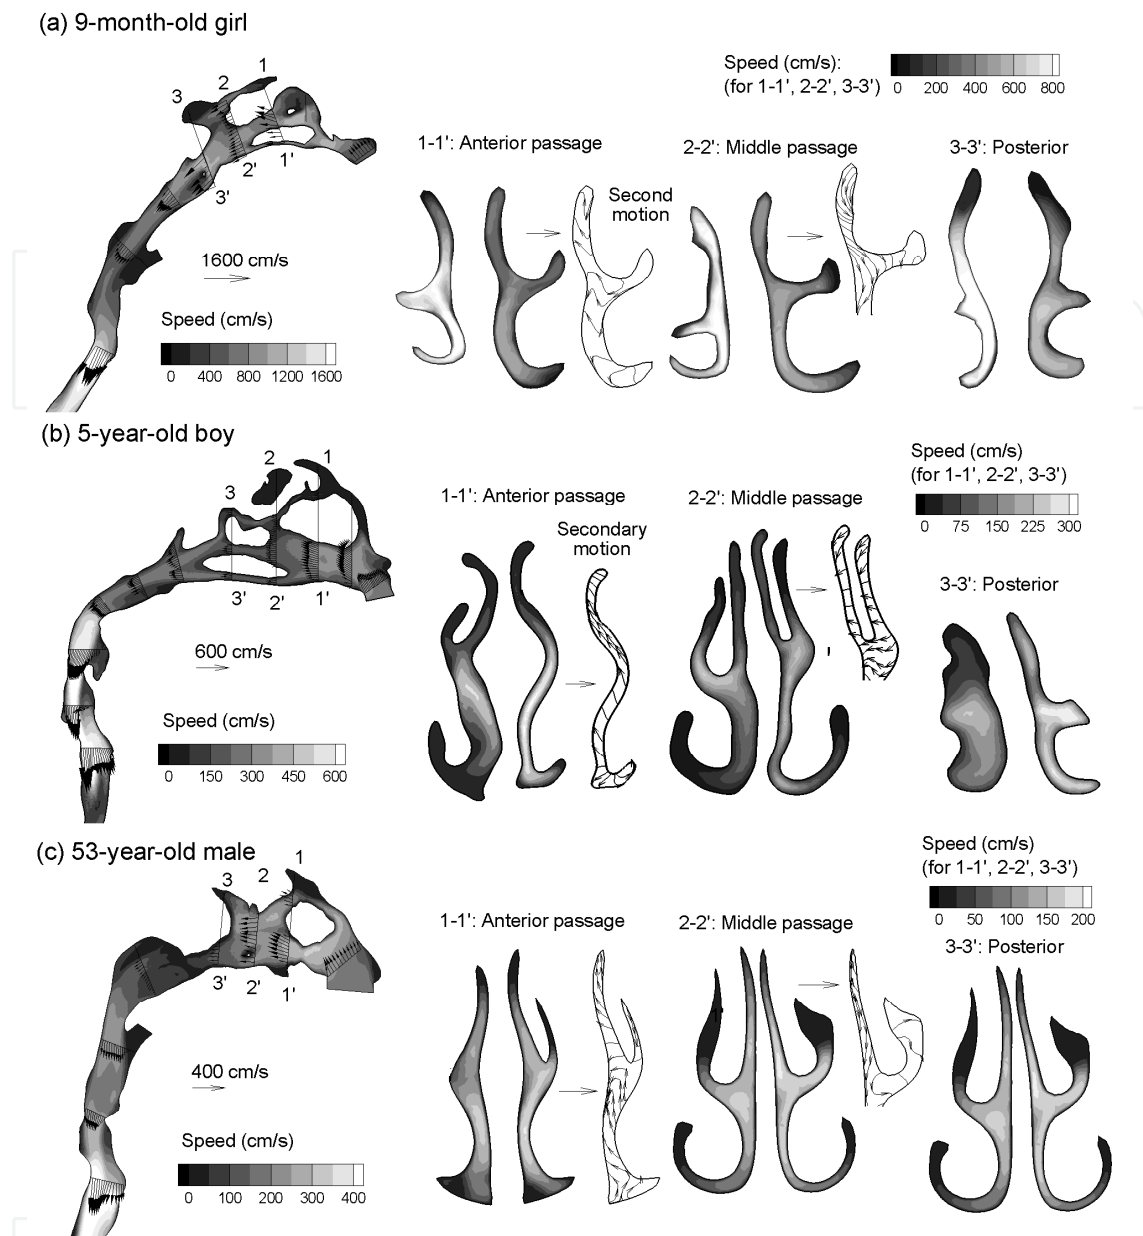 (a) 9-month-old girl
1
2
3
3'
2'
1'
1600 cm/s
Speed (cm/s)
0 400 800 1200 1600
Speed (cm/s):
(for 1-1', 2-2', 3-3')
0 200 400 600 800
1-1': Anterior passage
Second
motion
2-2': Middle passage
3-3': Posterior
(b) 5-year-old boy
1
2
3
3'
2'
1'
600 cm/s
Speed (cm/s)
0 150 300 450 600
Speed (cm/s)
(for 1-1', 2-2', 3-3')
0 75 150 225 300
1-1': Anterior passage
Secondary
motion
2-2': Middle passage
3-3': Posterior
(c) 53-year-old male
1
2
3
3'
2'
1'
400 cm/s
Speed (cm/s)
0 100 200 300 400
Speed (cm/s)
(for 1-1', 2-2', 3-3')
0 50 100 150 200
1-1': Anterior passage
2-2': Middle passage
3-3': Posterior